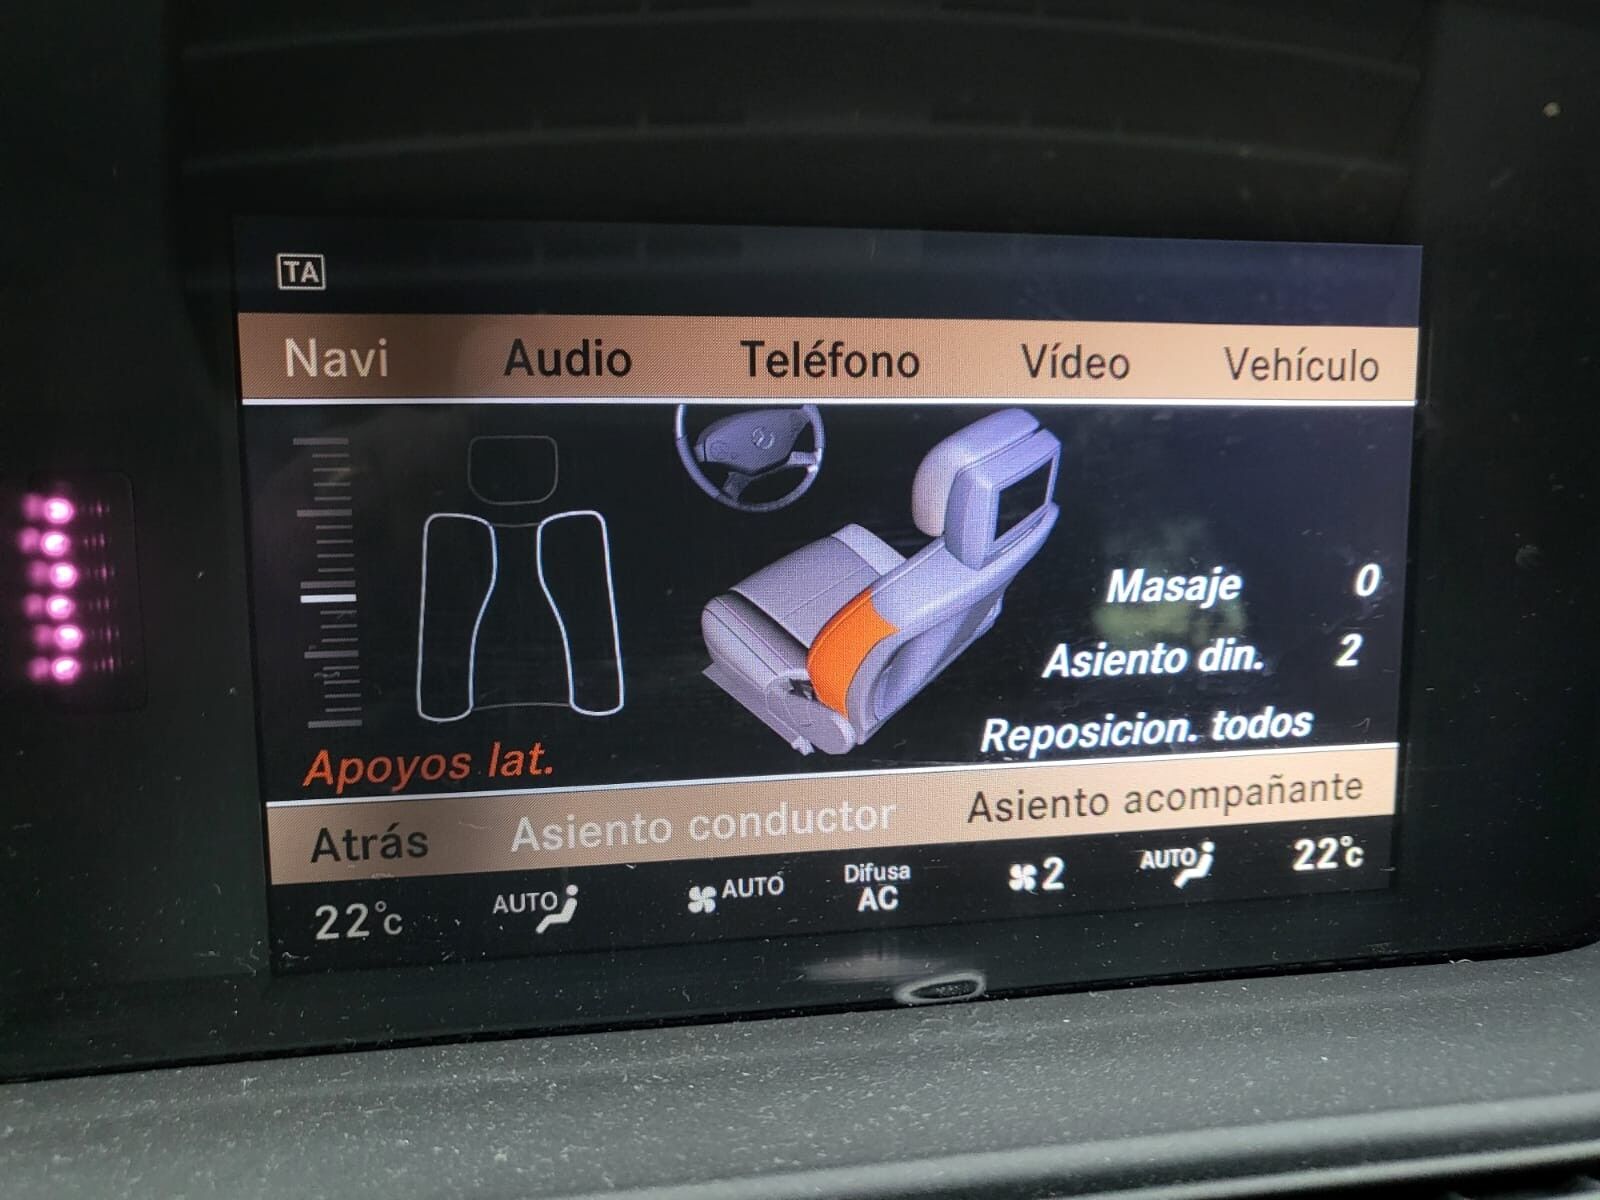 TA
Navi Audio Teléfono Vídeo Vehículo
Masaje 0
Asiento din. 2
Reposicion. todos
Apoyos lat.
Atrás Asiento conductor Asiento acompañante
22°c AUTO AUTO Difusa AC 2 AUTO 22°c